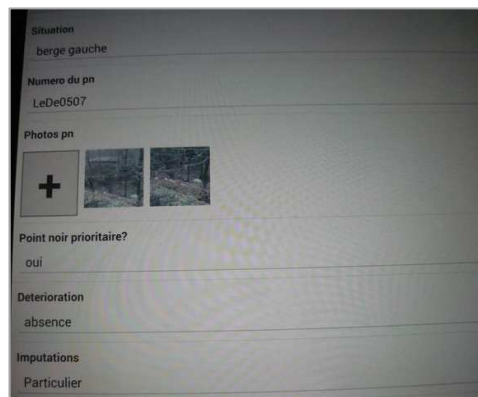 Situation
berge gauche
Numero du pn
LeDe0507
Photos pn
+
Point noir prioritaire?
oui
Deterioration
absence
Imputations
Particulier